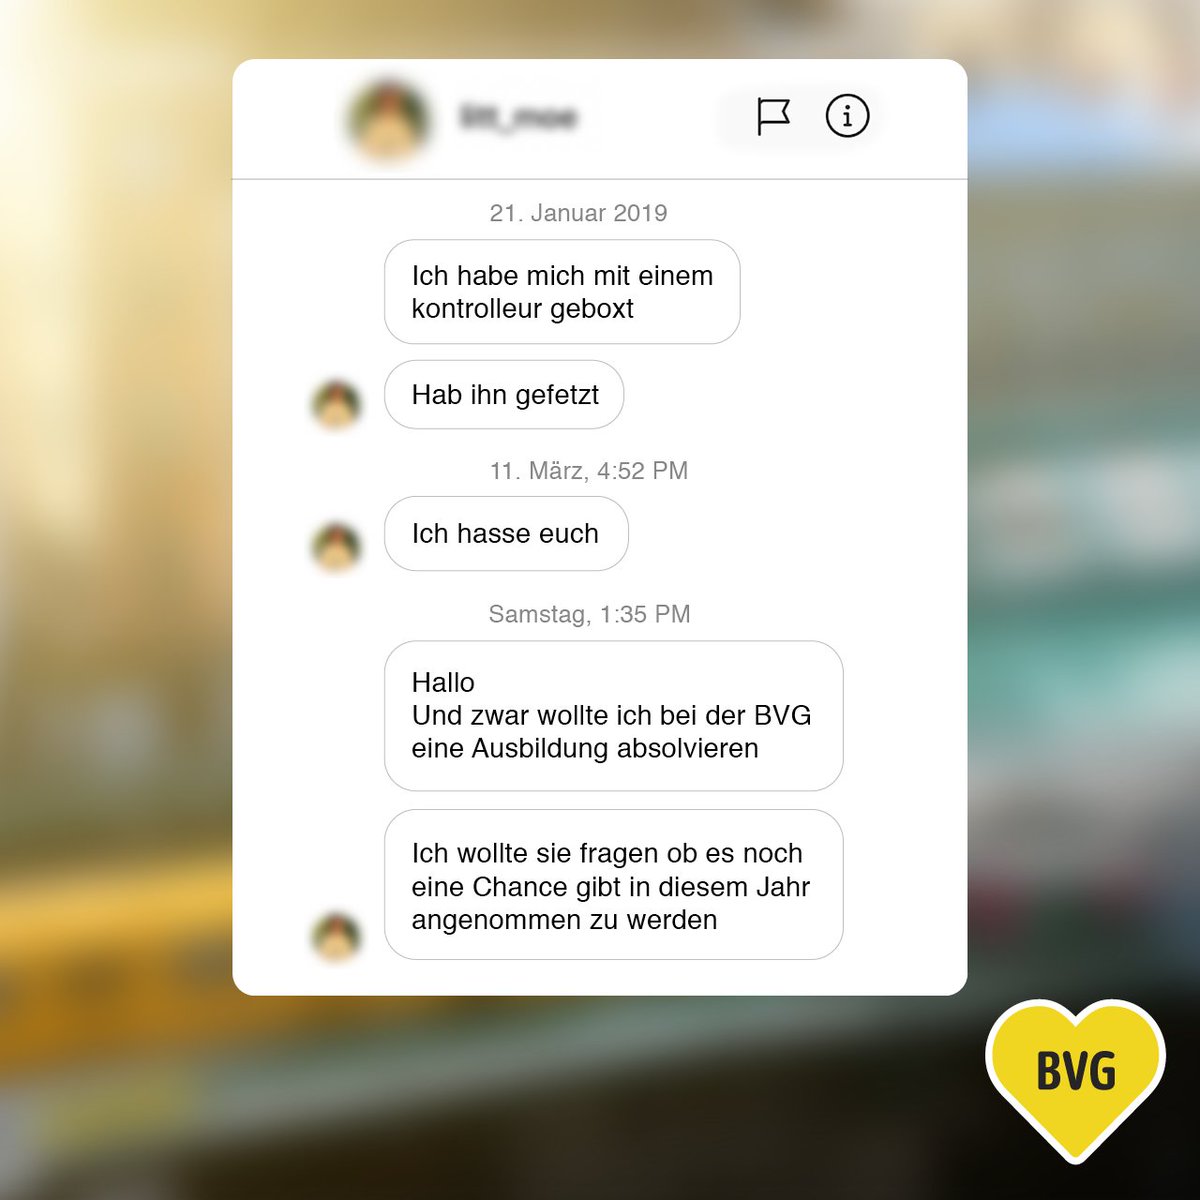 21. Januar 2019
Ich habe mich mit einem
kontrolleur geboxt
Hab ihn gefetzt
11. März, 4:52 PM
Ich hasse euch
Samstag, 1:35 PM
Hallo
Und zwar wollte ich bei der BVG
eine Ausbildung absolvieren
Ich wollte sie fragen ob es noch
eine Chance gibt in diesem Jahr
angenommen zu werden
BVG